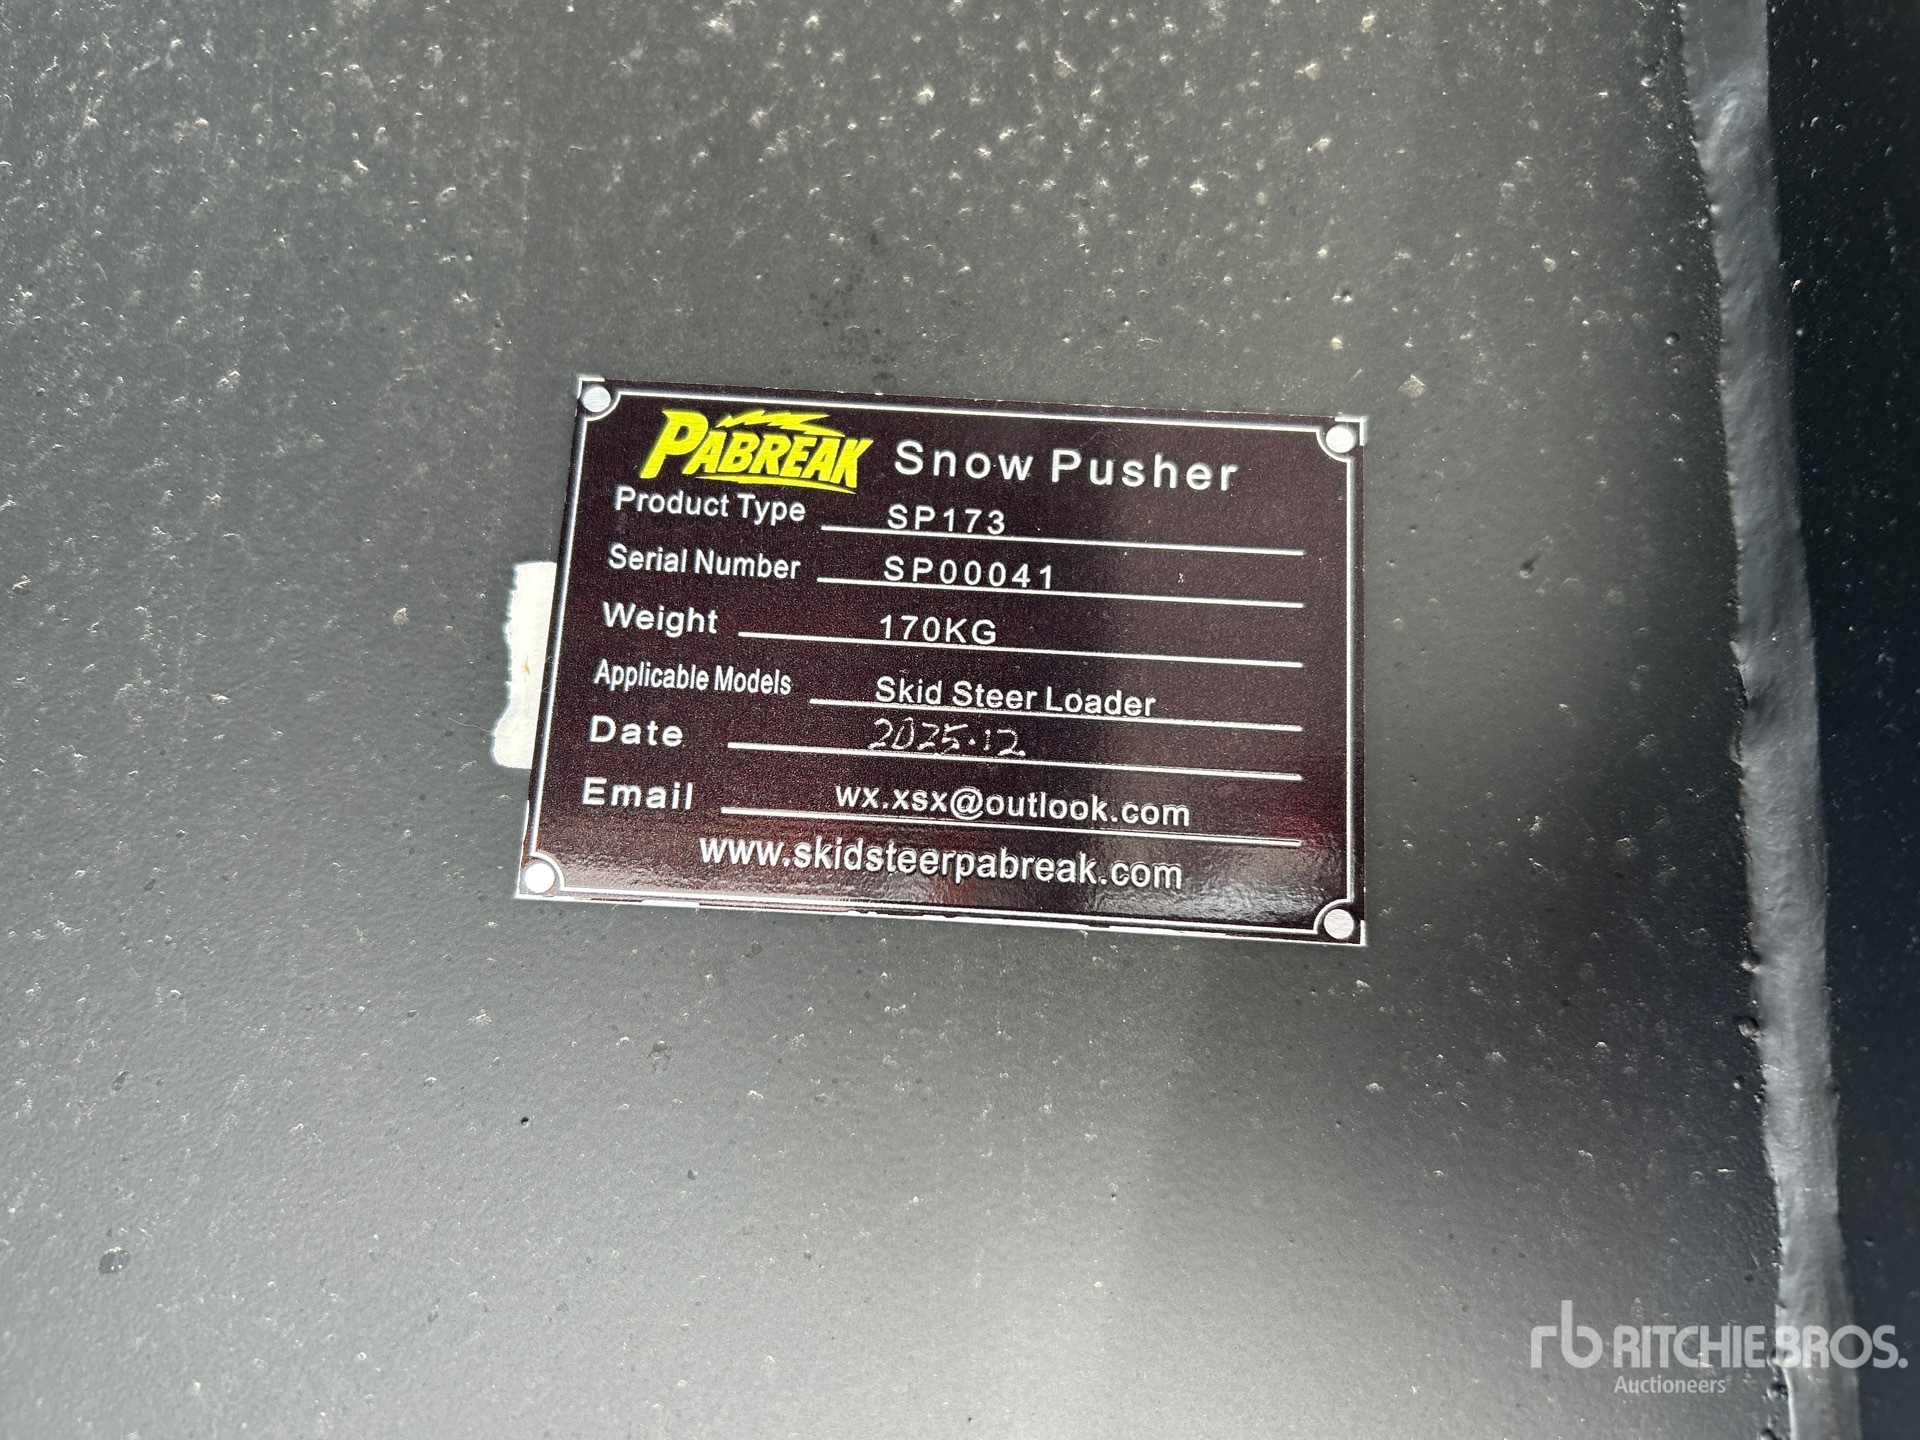 PABREAK Snow Pusher
Product Type SP173
Serial Number SP00041
Weight 170KG
Applicable Models Skid Steer Loader
Date 2025.12
Email wx.xsx@outlook.com
www.skidsteerpabreak.com
rb RITCHIE BROS.
Auctioneers